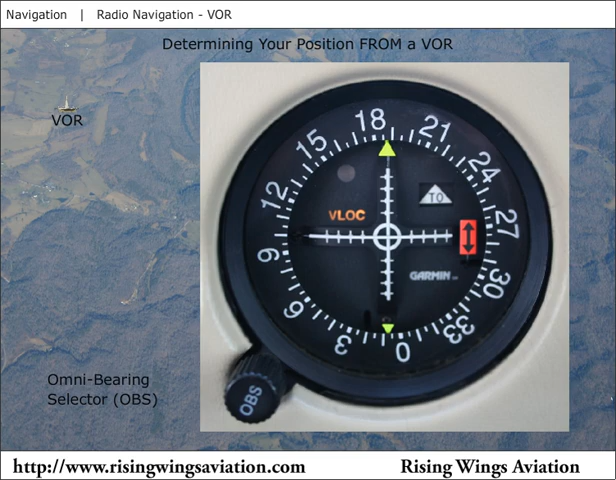 Navigation | Radio Navigation - VOR
Determining Your Position FROM a VOR
VOR
18
21
15
24
12
TO
VLOC
27
9
GARMIN
30
6
33
3
0
OBS
Omni-Bearing
Selector (OBS)
http://www.risingwingsaviation.com Rising Wings Aviation